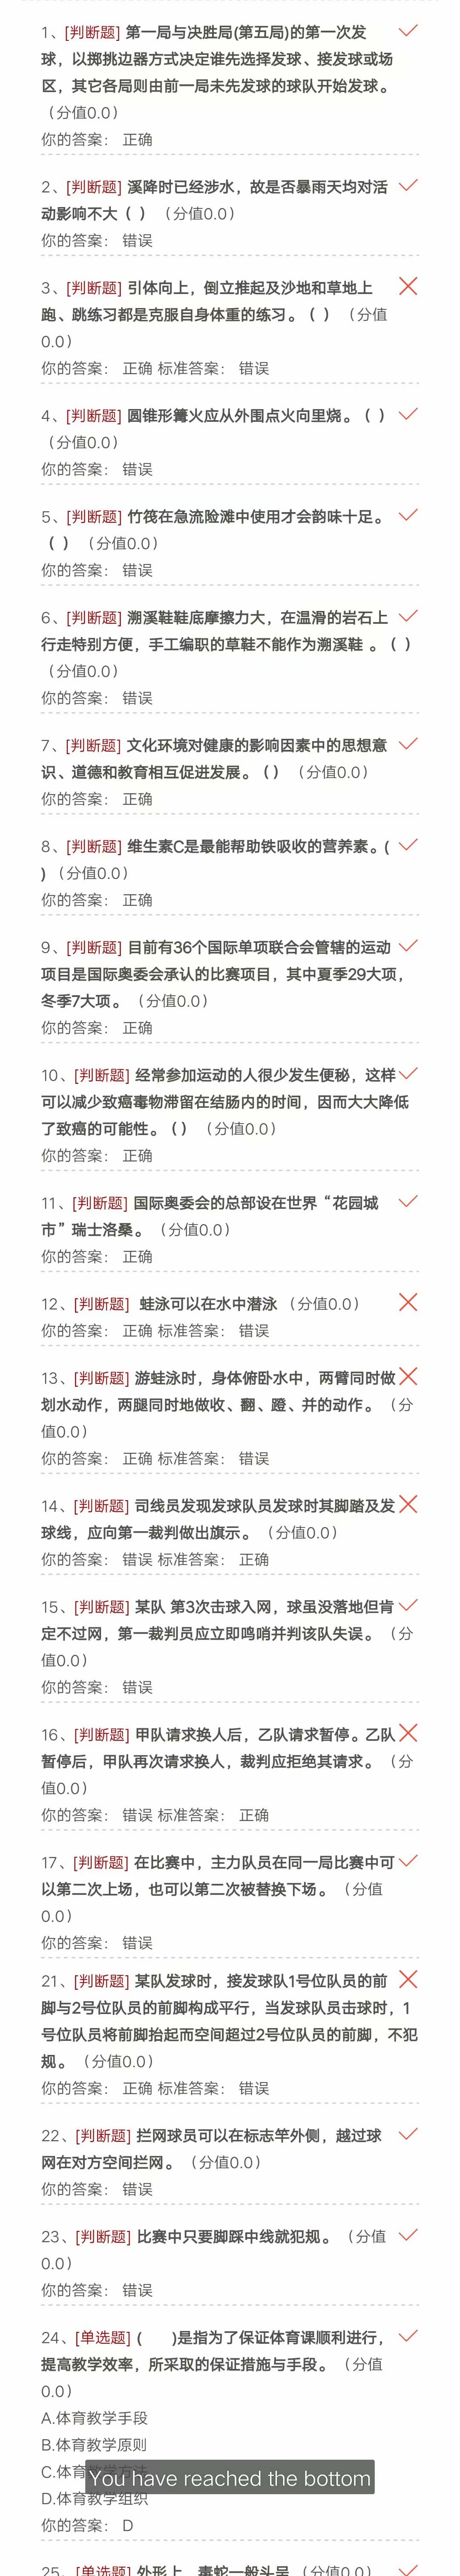 1、[判断题] 第一局与决胜局(第五局)的第一次发
球，以掷挑边器方式决定谁先选择发球、接发球或场
区，其它各局则由前一局未先发球的球队开始发球。
（分值0.0）
你的答案： 正确
2、[判断题] 溪降时已经涉水，故是否暴雨天均对活
动影响不大（ ） （分值0.0）
你的答案： 错误
3、[判断题] 引体向上，倒立推起及沙地和草地上
跑、跳练习都是克服自身体重的练习。（ ） （分值
0.0）
你的答案： 正确 标准答案： 错误
4、[判断题] 圆锥形篝火应从外围点火向里烧。（ ）
（分值0.0）
你的答案： 错误
5、[判断题] 竹筏在急流险滩中使用才会韵味十足。
（ ） （分值0.0）
你的答案： 错误
6、[判断题] 溯溪鞋鞋底摩擦力大，在温滑的岩石上
行走特别方便，手工编职的草鞋不能作为溯溪鞋 。（ ）
（分值0.0）
你的答案： 错误
7、[判断题] 文化环境对健康的影响因素中的思想意
识、道德和教育相互促进发展。（ ） （分值0.0）
你的答案： 正确
8、[判断题] 维生素C是最能帮助铁吸收的营养素。(
) （分值0.0）
你的答案： 正确
9、[判断题] 目前有36个国际单项联合会管辖的运动
项目是国际奥委会承认的比赛项目，其中夏季29大项，
冬季7大项。 （分值0.0）
你的答案： 正确
10、[判断题] 经常参加运动的人很少发生便秘，这样
可以减少致癌毒物滞留在结肠内的时间，因而大大降低
了致癌的可能性。（ ） （分值0.0）
你的答案： 正确
11、[判断题] 国际奥委会的总部设在世界“花园城
市”瑞士洛桑。 （分值0.0）
你的答案： 正确
12、[判断题] 蛙泳可以在水中潜泳 （分值0.0）
你的答案： 正确 标准答案： 错误
13、[判断题] 游蛙泳时，身体俯卧水中，两臂同时做
划水动作，两腿同时地做收、翻、蹬、并的动作。 （分
值0.0）
你的答案： 正确 标准答案： 错误
14、[判断题] 司线员发现发球队员发球时其脚踏及发
球线，应向第一裁判做出旗示。 （分值0.0）
你的答案： 错误 标准答案： 正确
15、[判断题] 某队 第3次击球入网，球虽没落地但肯
定不过网，第一裁判员应立即鸣哨并判该队失误。 （分
值0.0）
你的答案： 错误
16、[判断题] 甲队请求换人后，乙队请求暂停。乙队
暂停后，甲队再次请求换人，裁判应拒绝其请求。 （分
值0.0）
你的答案： 错误 标准答案： 正确
17、[判断题] 在比赛中，主力队员在同一局比赛中可
以第二次上场，也可以第二次被替换下场。 （分值
0.0）
你的答案： 错误
21、[判断题] 某队发球时，接发球队1号位队员的前
脚与2号位队员的前脚构成平行，当发球队员击球时，1
号位队员将前脚抬起而空间超过2号位队员的前脚，不犯
规。 （分值0.0）
你的答案： 正确 标准答案： 错误
22、[判断题] 拦网球员可以在标志竿外侧，越过球
网在对方空间拦网。 （分值0.0）
你的答案： 错误
23、[判断题] 比赛中只要脚踩中线就犯规。 （分值
0.0）
你的答案： 错误
24、[单选题] (      )是指为了保证体育课顺利进行，
提高教学效率，所采取的保证措施与手段。 （分值
0.0）
A.体育教学手段
B.体育教学原则
C.体育教学方法
You have reached the bottom
D.体育教学组织
你的答案： D
25、[单选题] 外形上，毒蛇一般头呈 （分值0.0）